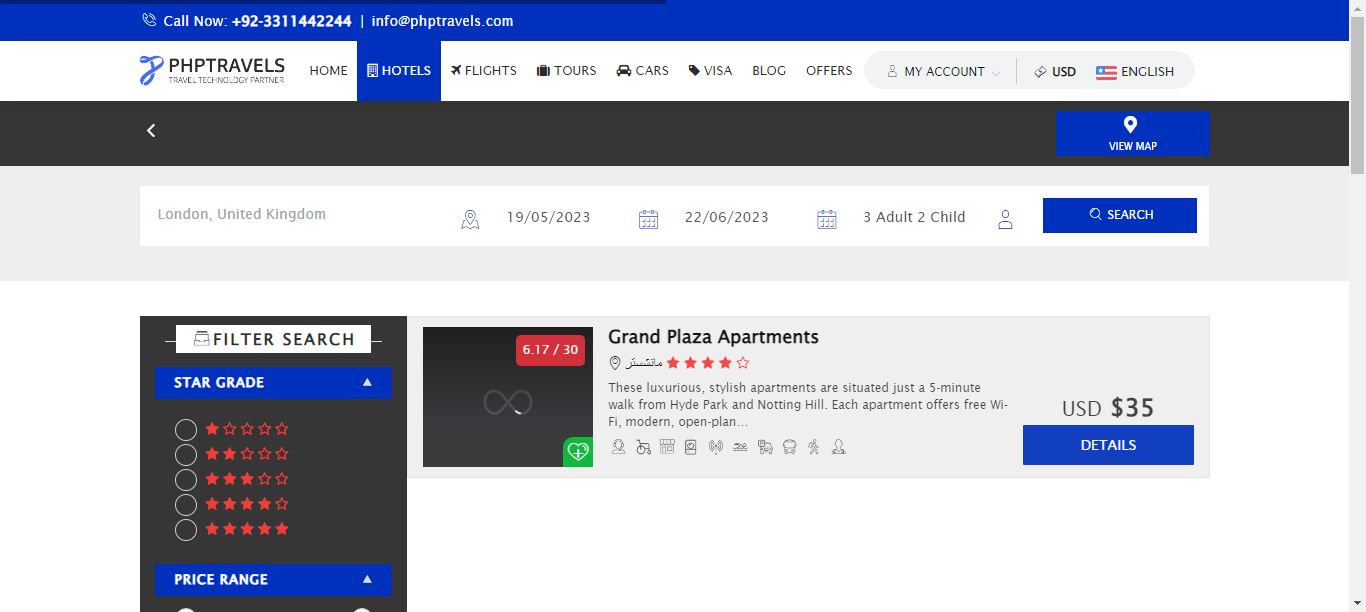 Call Now: +92-3311442244 | info@phptravels.com
PHPTRAVELS
TRAVEL TECHNOLOGY PARTNER
HOME HOTELS FLIGHTS TOURS CARS VISA BLOG OFFERS MY ACCOUNT USD ENGLISH
VIEW MAP
London, United Kingdom 19/05/2023 22/06/2023 3 Adult 2 Child SEARCH
FILTER SEARCH
STAR GRADE
PRICE RANGE
6.17 / 30
Grand Plaza Apartments
مانشستر
These luxurious, stylish apartments are situated just a 5-minute
walk from Hyde Park and Notting Hill. Each apartment offers free Wi-
Fi, modern, open-plan...
USD $35
DETAILS